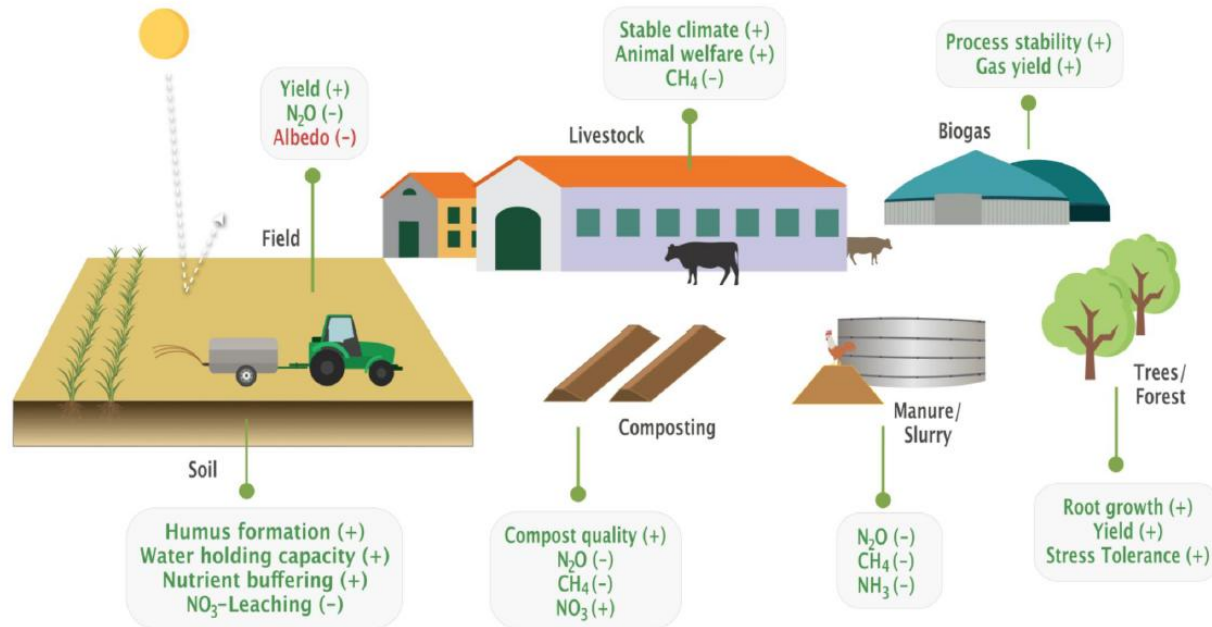 Stable climate (+)
Animal welfare (+)
CH₄ (-)
Process stability (+)
Gas yield (+)
Yield (+)
N₂O (-)
Albedo (-)
Livestock
Biogas
Field
Trees/
Forest
Composting
Manure/
Slurry
Soil
Humus formation (+)
Water holding capacity (+)
Nutrient buffering (+)
NO₃-Leaching (-)
Compost quality (+)
N₂O (-)
CH₄ (-)
NO₃ (+)
N₂O (-)
CH₄ (-)
NH₃ (-)
Root growth (+)
Yield (+)
Stress Tolerance (+)